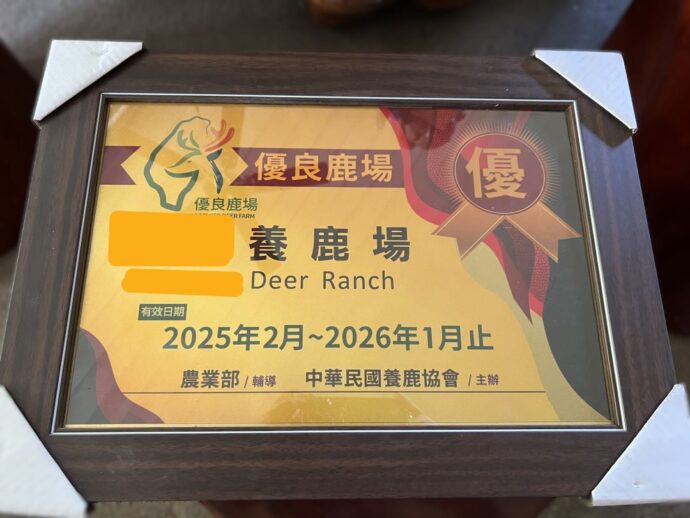 優良鹿場
優
優良鹿場
DEER FARM
養鹿場
Deer Ranch
有效日期
2025年2月~2026年1月止
農業部 / 輔導 中華民國養鹿協會 / 主辦